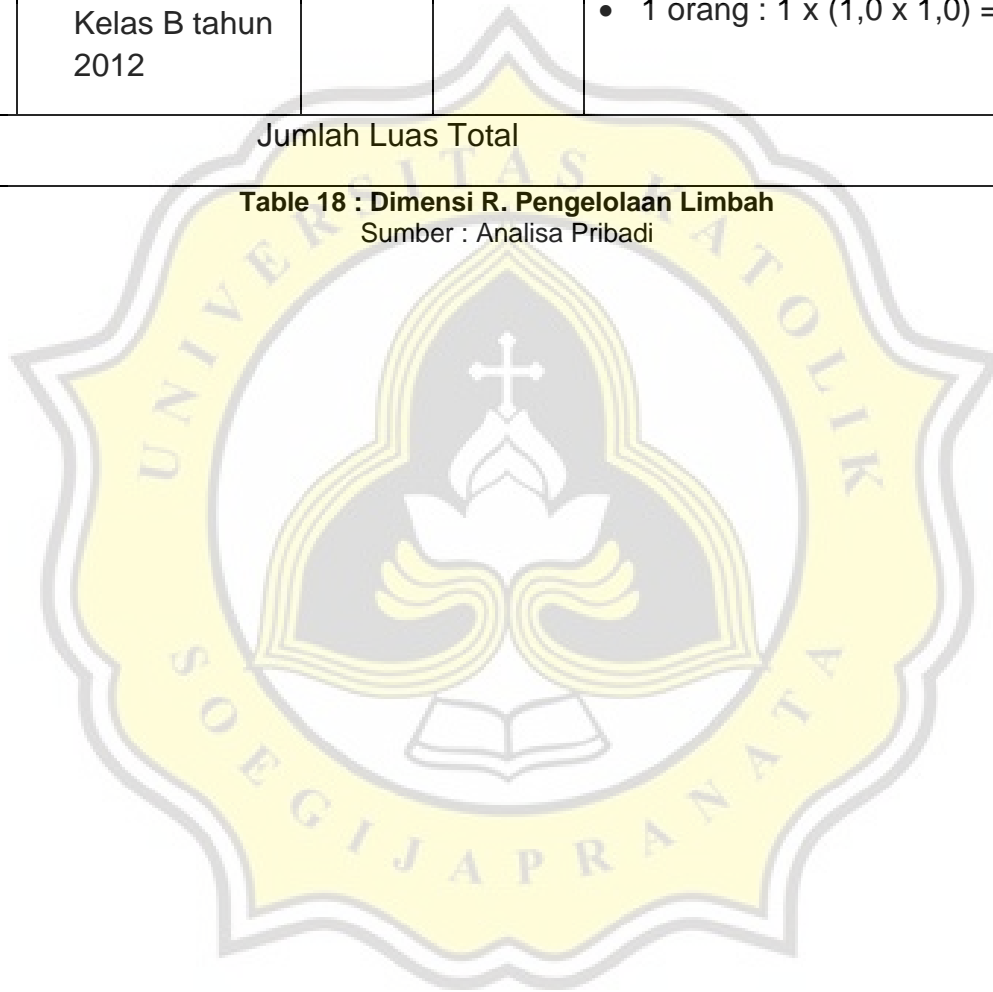 Kelas B tahun
2012
• 1 orang : 1 x (1,0 x 1,0) =
Jumlah Luas Total
Table 18 : Dimensi R. Pengelolaan Limbah
Sumber : Analisa Pribadi
UNIVERSITAS KATOLIK
SOEGIJAPRANATA